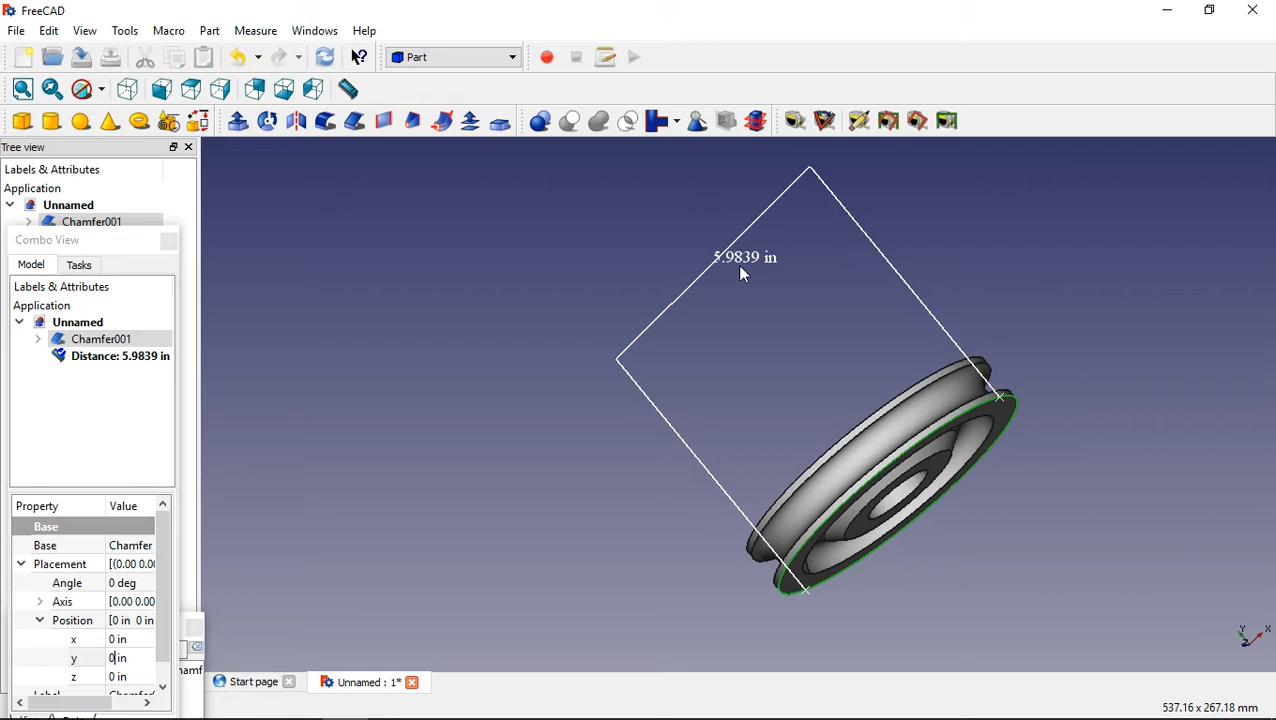 FreeCAD
File Edit View Tools Macro Part Measure Windows Help
Part
Tree view
Labels & Attributes
Application
Unnamed
Chamfer001
Combo View
Model Tasks
Labels & Attributes
Application
Unnamed
Chamfer001
Distance: 5.9839 in
Property Value
Base
Base Chamfer
Placement [(0.00 0.00
Angle 0 deg
Axis [0.00 0.00
Position [0 in 0 in
x 0 in
y 0 in
z 0 in
5.9839 in
Y X
Z
Start page Unnamed : 1*
537.16 x 267.18 mm